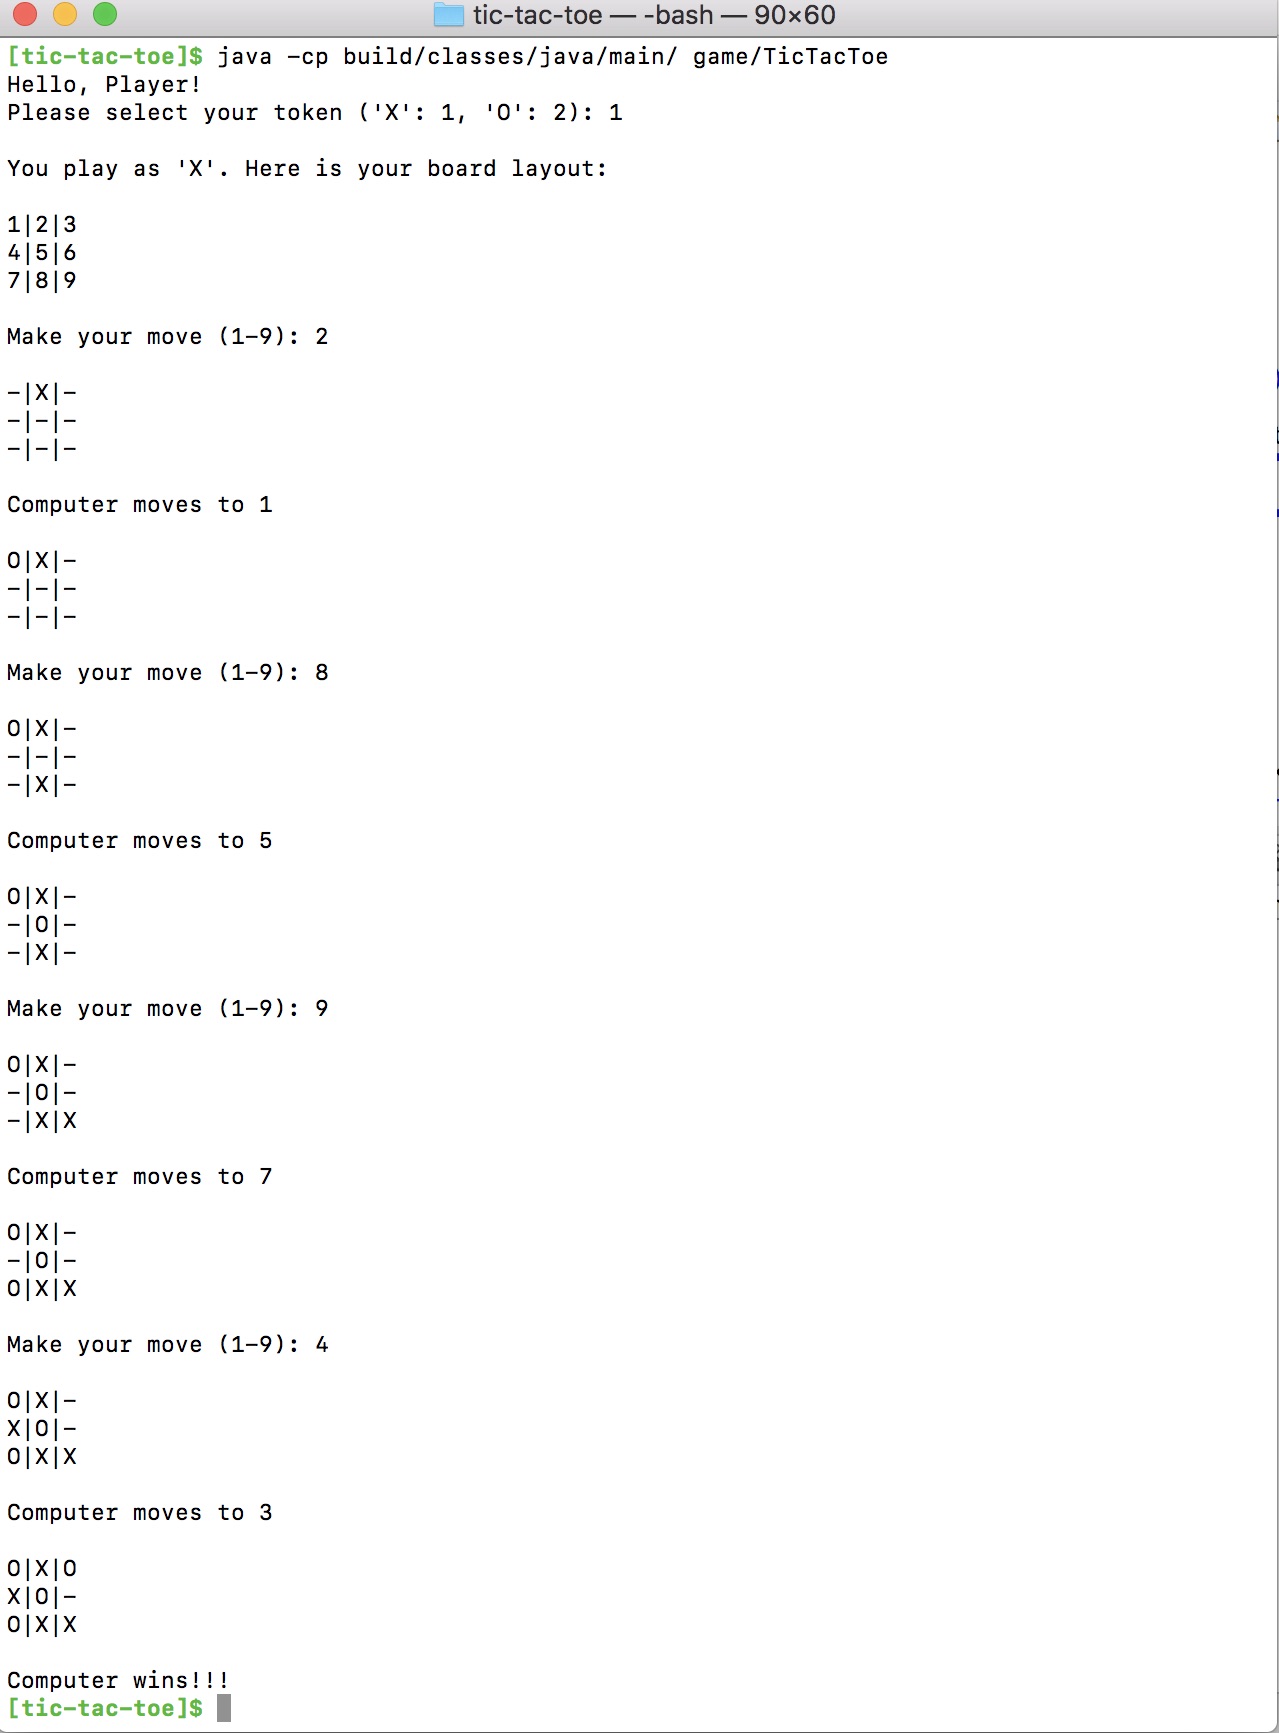 tic-tac-toe — -bash — 90×60
[tic-tac-toe]$ java -cp build/classes/java/main/ game/TicTacToe
Hello, Player!
Please select your token ('X': 1, 'O': 2): 1
You play as 'X'. Here is your board layout:
1|2|3
4|5|6
7|8|9
Make your move (1-9): 2
-|X|-
-|-|-
-|-|-
Computer moves to 1
O|X|-
-|-|-
-|-|-
Make your move (1-9): 8
O|X|-
-|-|-
-|X|-
Computer moves to 5
O|X|-
-|O|-
-|X|-
Make your move (1-9): 9
O|X|-
-|O|-
-|X|X
Computer moves to 7
O|X|-
-|O|-
O|X|X
Make your move (1-9): 4
O|X|-
X|O|-
O|X|X
Computer moves to 3
O|X|O
X|O|-
O|X|X
Computer wins!!!
[tic-tac-toe]$